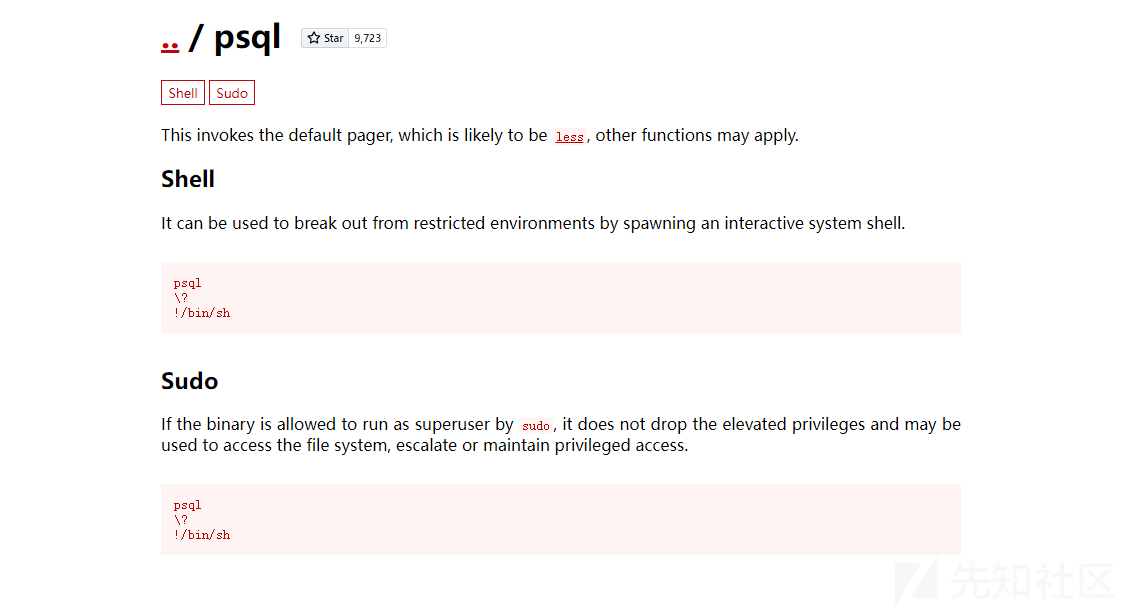 .. / psql Star 9,723
Shell Sudo
This invokes the default pager, which is likely to be less, other functions may apply.
Shell
It can be used to break out from restricted environments by spawning an interactive system shell.
psql
\?
!/bin/sh
Sudo
If the binary is allowed to run as superuser by sudo, it does not drop the elevated privileges and may be
used to access the file system, escalate or maintain privileged access.
psql
\?
!/bin/sh
先知社区